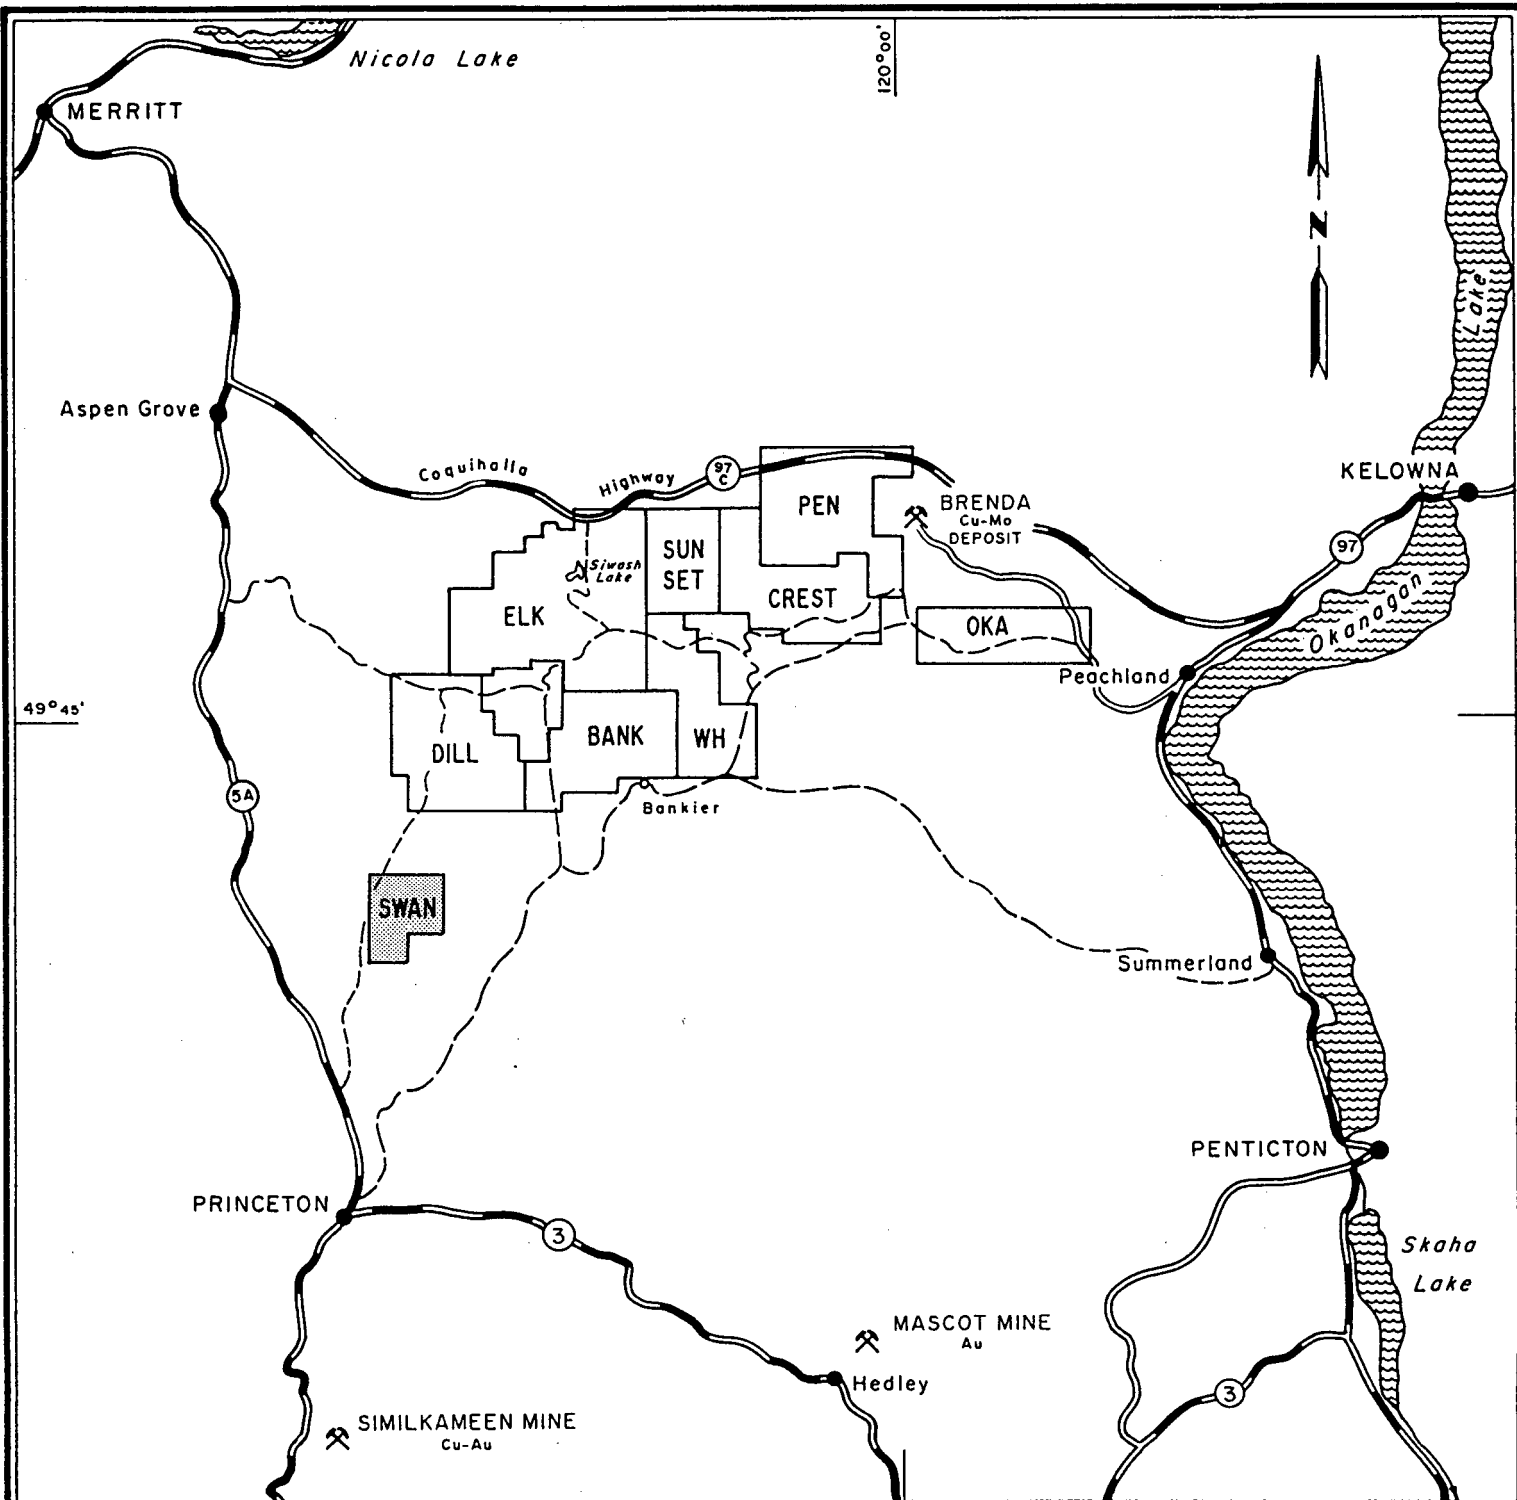 Nicola Lake
120°00'
MERRITT
N
Lake
Aspen Grove
Coquihalla Highway
97
C
KELOWNA
PEN
BRENDA
Cu-Mo
DEPOSIT
97
SUN
SET
Siwash
Lake
CREST
ELK
OKA
Okanagan
Peachland
49°45'
DILL
BANK
WH
5A
Bankier
SWAN
Summerland
PENTICTON
PRINCETON
3
Skaha
Lake
MASCOT MINE
Au
Hedley
3
SIMILKAMEEN MINE
Cu-Au